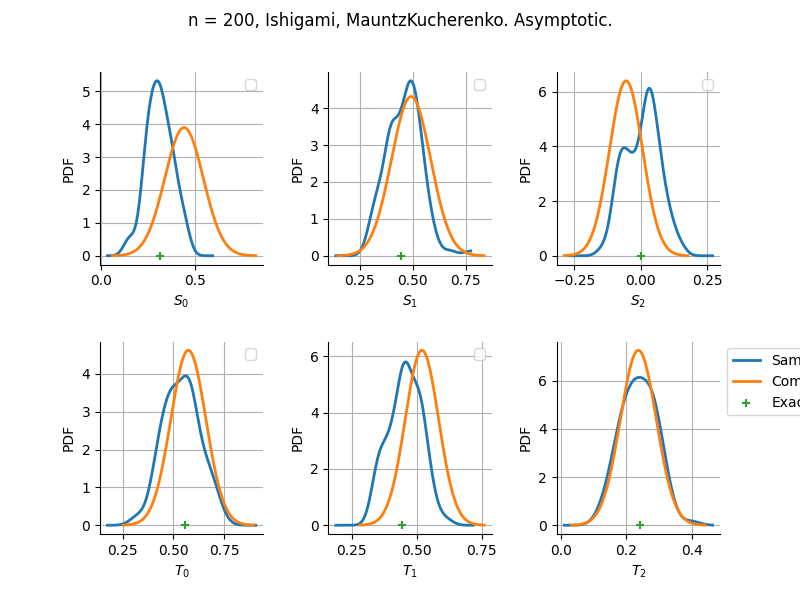 n = 200, Ishigami, MauntzKucherenko. Asymptotic.
PDF
5
4
3
2
1
0
0.0 0.5
S₀
PDF
4
3
2
1
0
0.25 0.50 0.75
S₁
PDF
6
4
2
0
−0.25 0.00 0.25
S₂
PDF
4
3
2
1
0
0.25 0.50 0.75
T₀
PDF
6
4
2
0
0.25 0.50 0.75
T₁
PDF
6
4
2
0
0.0 0.2 0.4
T₂
Sam
Com
Exac